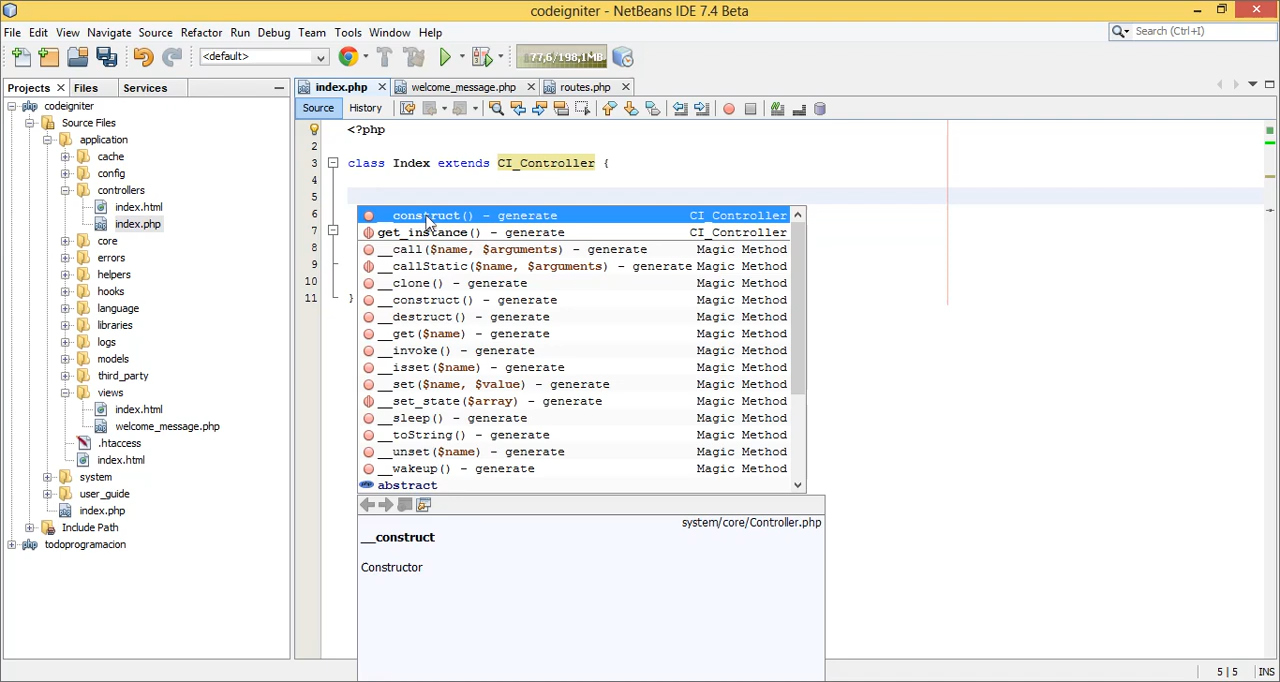 codeigniter - NetBeans IDE 7.4 Beta
File Edit View Navigate Source Refactor Run Debug Team Tools Window Help
Search (Ctrl+I)
<default>
77,6/198,1MB
Projects Files Services
index.php welcome_message.php routes.php
Source History
codeigniter
Source Files
application
cache
config
controllers
index.html
index.php
core
errors
helpers
hooks
language
libraries
logs
models
third_party
views
index.html
welcome_message.php
.htaccess
index.html
system
user_guide
index.php
Include Path
todoprogramacion
<?php
2
3 class Index extends CI_Controller {
4
5
6
7
8
9
10
11 }
__construct() - generate CI_Controller
get_instance() - generate CI_Controller
__call($name, $arguments) - generate Magic Method
__callStatic($name, $arguments) - generate Magic Method
__clone() - generate Magic Method
__construct() - generate Magic Method
__destruct() - generate Magic Method
__get($name) - generate Magic Method
__invoke() - generate Magic Method
__isset($name) - generate Magic Method
__set($name, $value) - generate Magic Method
__set_state($array) - generate Magic Method
__sleep() - generate Magic Method
__toString() - generate Magic Method
__unset($name) - generate Magic Method
__wakeup() - generate Magic Method
abstract
system/core/Controller.php
__construct
Constructor
5 | 5 INS